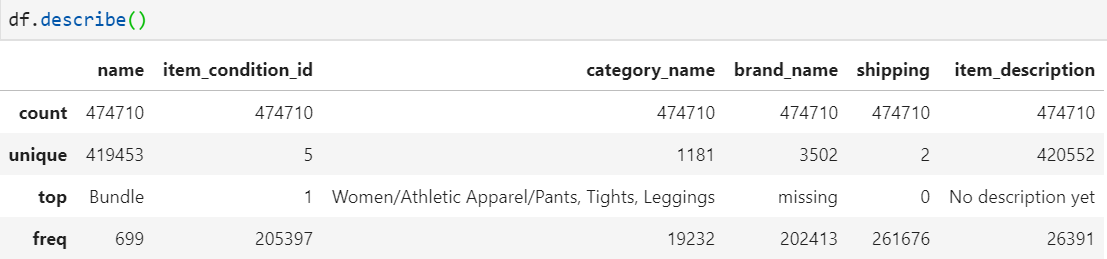 df.describe()
name item_condition_id category_name brand_name shipping item_description
count 474710 474710 474710 474710 474710 474710
unique 419453 5 1181 3502 2 420552
top Bundle 1 Women/Athletic Apparel/Pants, Tights, Leggings missing 0 No description yet
freq 699 205397 19232 202413 261676 26391